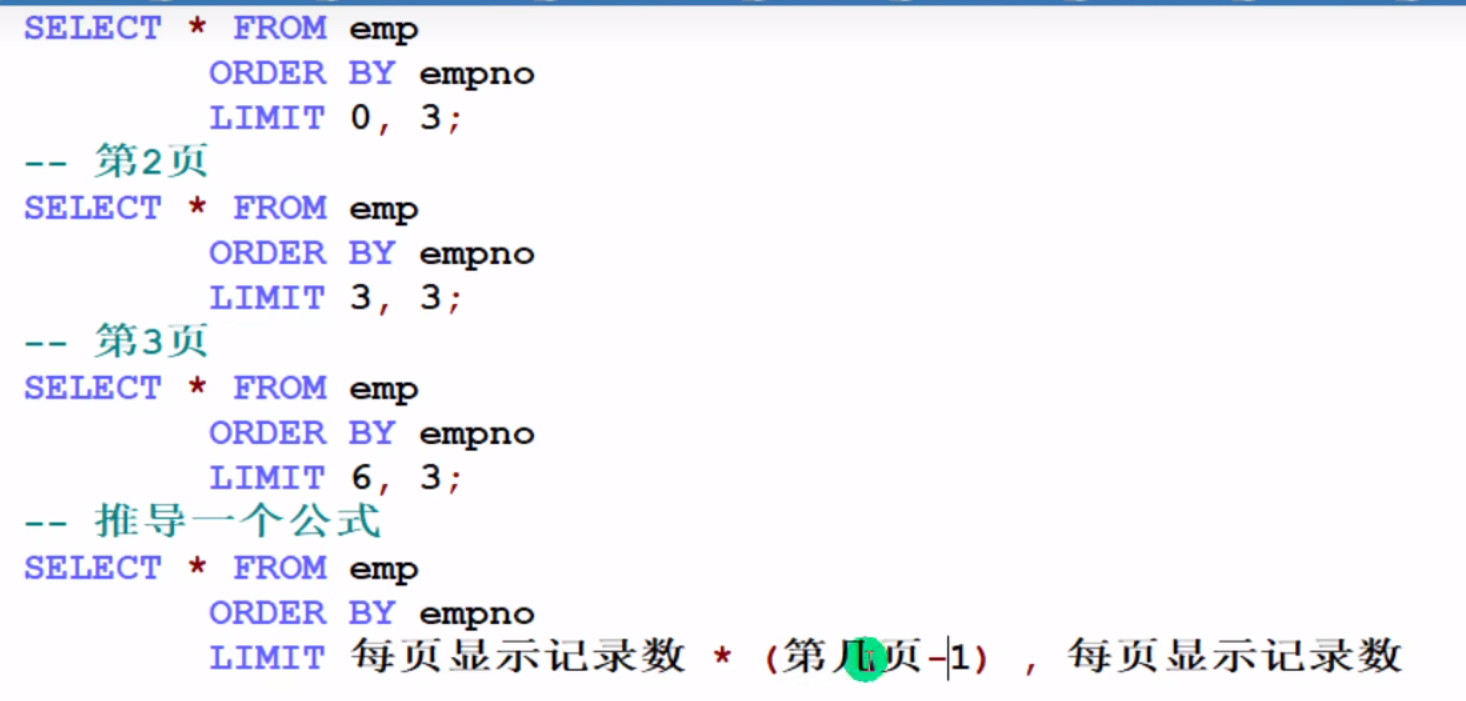 SELECT * FROM emp
ORDER BY empno
LIMIT 0, 3;
-- 第2页
SELECT * FROM emp
ORDER BY empno
LIMIT 3, 3;
-- 第3页
SELECT * FROM emp
ORDER BY empno
LIMIT 6, 3;
-- 推导一个公式
SELECT * FROM emp
ORDER BY empno
LIMIT 每页显示记录数 * (第几页-1) , 每页显示记录数